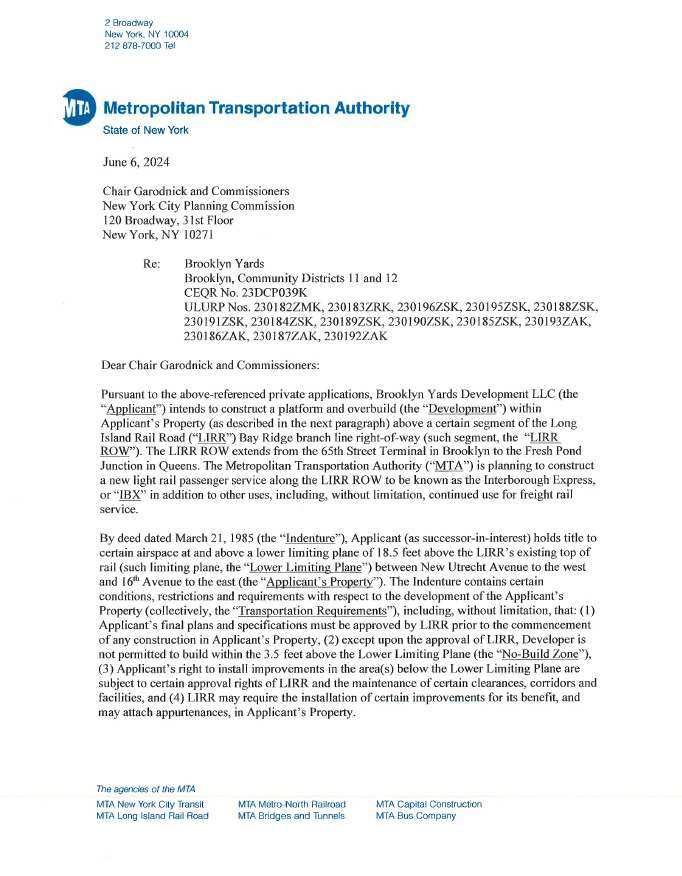 2 Broadway
New York, NY 10004
212 878-7000 Tel
MTA Metropolitan Transportation Authority
State of New York
June 6, 2024
Chair Garodnick and Commissioners
New York City Planning Commission
120 Broadway, 31st Floor
New York, NY 10271
Re: Brooklyn Yards
Brooklyn, Community Districts 11 and 12
CEQR No. 23DCP039K
ULURP Nos. 230182ZMK, 230183ZRK, 230196ZSK, 230195ZSK, 230188ZSK,
230191ZSK, 230184ZSK, 230189ZSK, 230190ZSK, 230185ZSK, 230193ZAK,
230186ZAK, 230187ZAK, 230192ZAK
Dear Chair Garodnick and Commissioners:
Pursuant to the above-referenced private applications, Brooklyn Yards Development LLC (the
“Applicant”) intends to construct a platform and overbuild (the “Development”) within
Applicant’s Property (as described in the next paragraph) above a certain segment of the Long
Island Rail Road (“LIRR”) Bay Ridge branch line right-of-way (such segment, the “LIRR
ROW”). The LIRR ROW extends from the 65th Street Terminal in Brooklyn to the Fresh Pond
Junction in Queens. The Metropolitan Transportation Authority (“MTA”) is planning to construct
a new light rail passenger service along the LIRR ROW to be known as the Interborough Express,
or “IBX” in addition to other uses, including, without limitation, continued use for freight rail
service.
By deed dated March 21, 1985 (the “Indenture”), Applicant (as successor-in-interest) holds title to
certain airspace at and above a lower limiting plane of 18.5 feet above the LIRR’s existing top of
rail (such limiting plane, the “Lower Limiting Plane”) between New Utrecht Avenue to the west
and 16th Avenue to the east (the “Applicant’s Property”). The Indenture contains certain
conditions, restrictions and requirements with respect to the development of the Applicant’s
Property (collectively, the “Transportation Requirements”), including, without limitation, that: (1)
Applicant’s final plans and specifications must be approved by LIRR prior to the commencement
of any construction in Applicant’s Property, (2) except upon the approval of LIRR, Developer is
not permitted to build within the 3.5 feet above the Lower Limiting Plane (the “No-Build Zone”),
(3) Applicant’s right to install improvements in the area(s) below the Lower Limiting Plane are
subject to certain approval rights of LIRR and the maintenance of certain clearances, corridors and
facilities, and (4) LIRR may require the installation of certain improvements for its benefit, and
may attach appurtenances, in Applicant’s Property.
The agencies of the MTA
MTA New York City Transit MTA Metro-North Railroad MTA Capital Construction
MTA Long Island Rail Road MTA Bridges and Tunnels MTA Bus Company